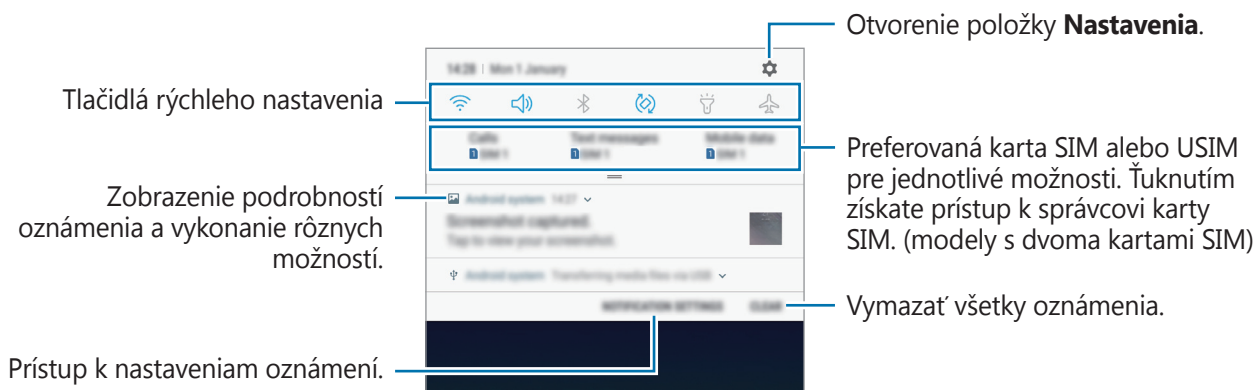 Otvorenie položky Nastavenia.
14:28 | Mon 1 January
Tlačidlá rýchleho nastavenia
Calls
Text messages
Mobile data
1 SIM 1
1 SIM 1
1 SIM 1
Preferovaná karta SIM alebo USIM
pre jednotlivé možnosti. Ťuknutím
získate prístup k správcovi karty
SIM. (modely s dvoma kartami SIM)
Zobrazenie podrobností
oznámenia a vykonanie rôznych
možností.
Android system 14:27
Screenshot captured.
Tap to view your screenshot.
Android system Transferring media files via USB
NOTIFICATION SETTINGS CLEAR
Vymazať všetky oznámenia.
Prístup k nastaveniam oznámení.